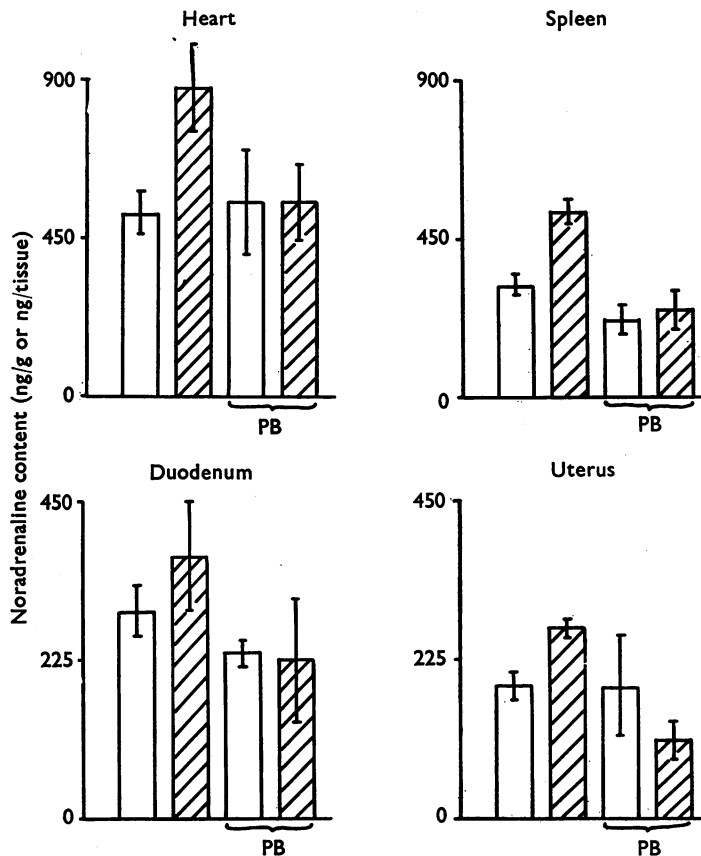 Heart
Spleen
Noradrenaline content (ng/g or ng/tissue)
900
450
0
PB
900
450
0
PB
Duodenum
Uterus
450
225
0
PB
450
225
0
PB